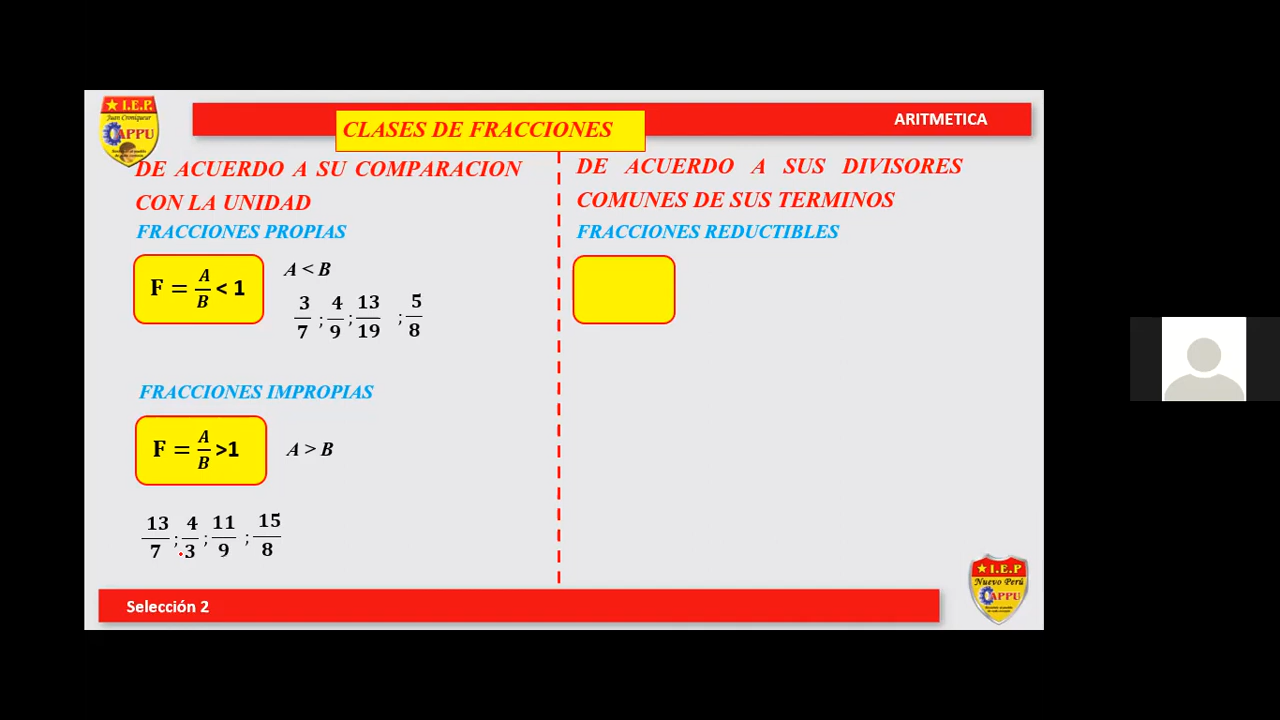 ★ I.E.P.
Juan Croniqueur
APPU
ARITMETICA
CLASES DE FRACCIONES
DE ACUERDO A SU COMPARACION
CON LA UNIDAD
FRACCIONES PROPIAS
F = A/B < 1
A < B
3/7 ; 4/9 ; 13/19 ; 5/8
FRACCIONES IMPROPIAS
F = A/B >1
A > B
13/7 ; 4/3 ; 11/9 ; 15/8
DE ACUERDO A SUS DIVISORES
COMUNES DE SUS TERMINOS
FRACCIONES REDUCTIBLES
Selección 2
★ I.E.P
Nuevo Perú
APPU